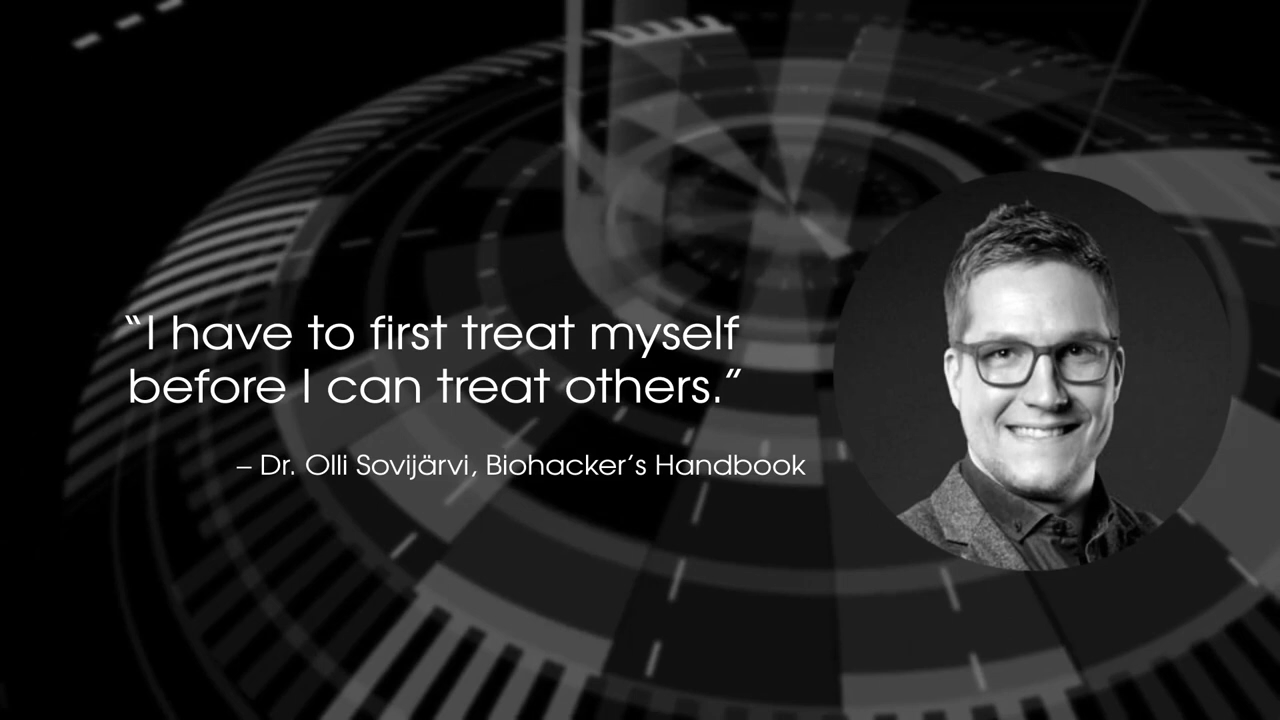 “I have to first treat myself
before I can treat others.”
– Dr. Olli Sovijärvi, Biohacker’s Handbook